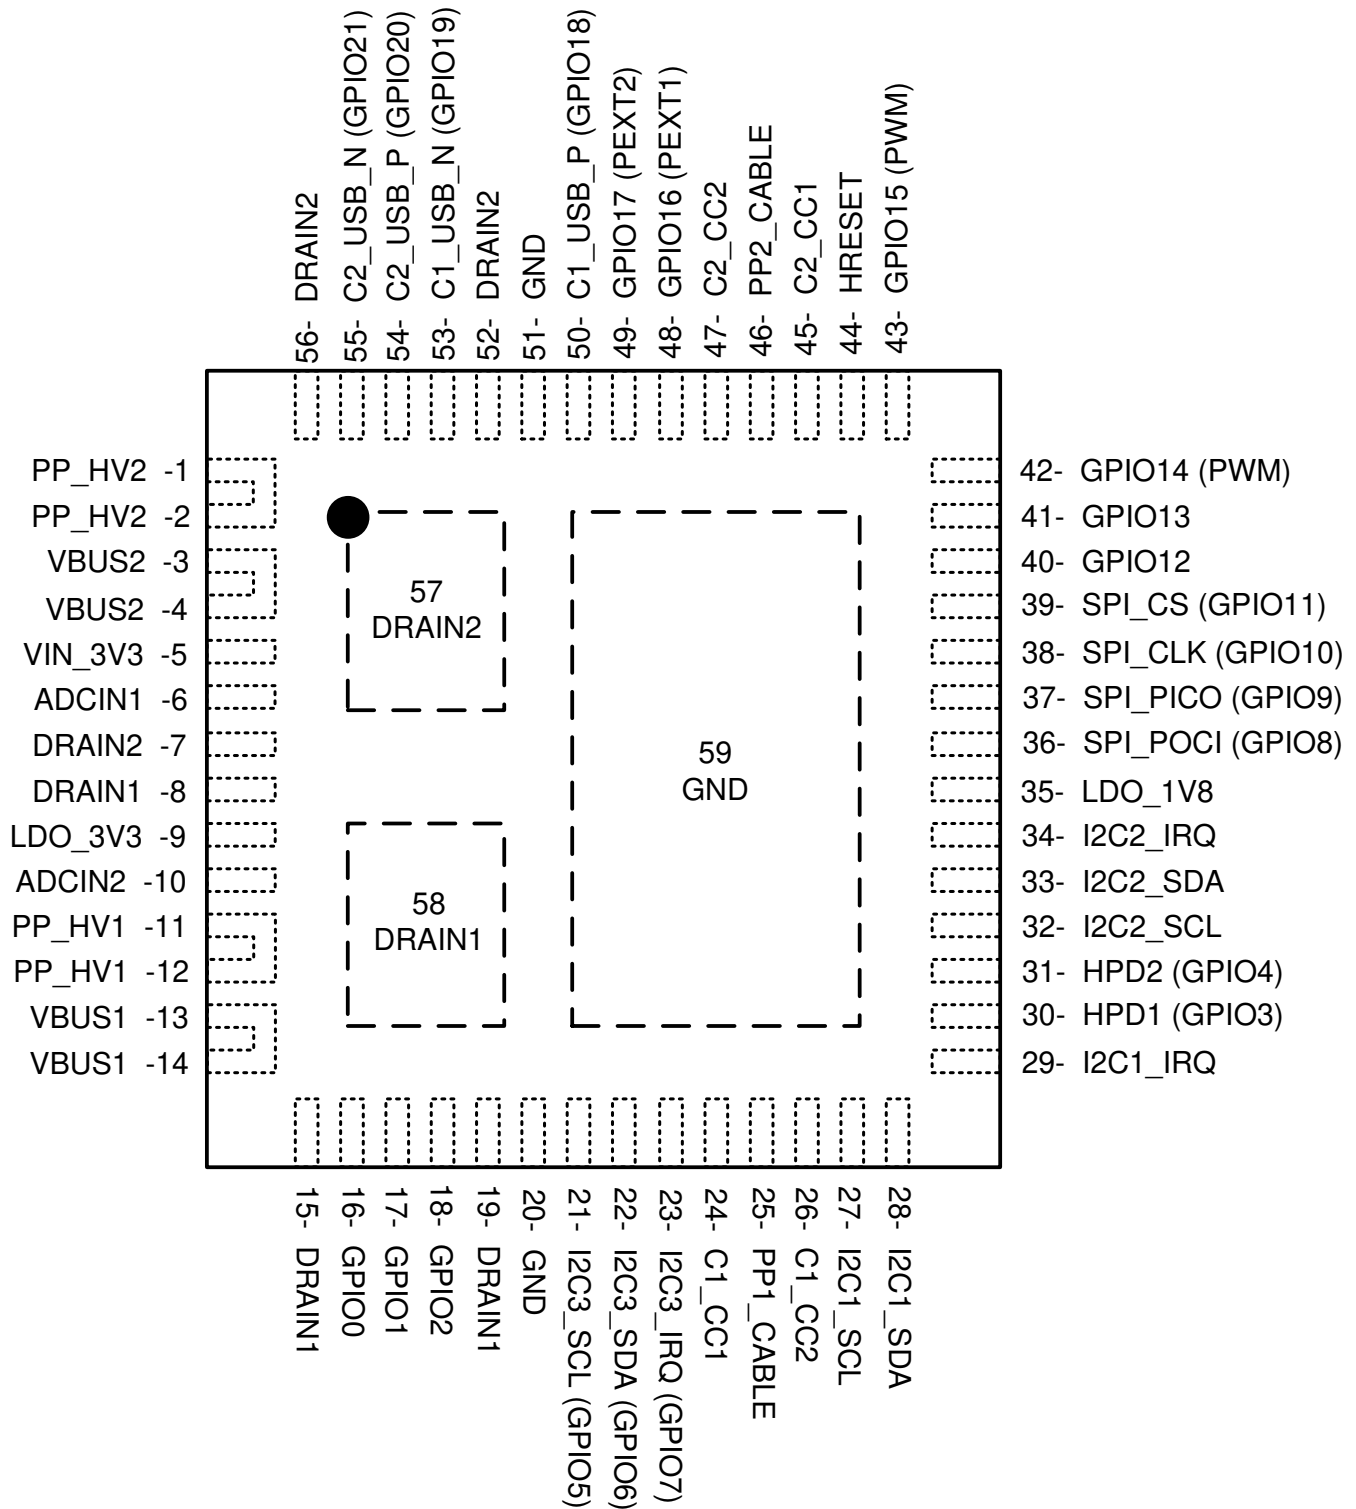 56- DRAIN2
55- C2_USB_N (GPIO21)
54- C2_USB_P (GPIO20)
53- C1_USB_N (GPIO19)
52- DRAIN2
51- GND
50- C1_USB_P (GPIO18)
49- GPIO17 (PEXT2)
48- GPIO16 (PEXT1)
47- C2_CC2
46- PP2_CABLE
45- C2_CC1
44- HRESET
43- GPIO15 (PWM)
PP_HV2 -1
PP_HV2 -2
VBUS2 -3
VBUS2 -4
VIN_3V3 -5
ADCIN1 -6
DRAIN2 -7
DRAIN1 -8
LDO_3V3 -9
ADCIN2 -10
PP_HV1 -11
PP_HV1 -12
VBUS1 -13
VBUS1 -14
57
DRAIN2
58
DRAIN1
59
GND
42- GPIO14 (PWM)
41- GPIO13
40- GPIO12
39- SPI_CS (GPIO11)
38- SPI_CLK (GPIO10)
37- SPI_PICO (GPIO9)
36- SPI_POCI (GPIO8)
35- LDO_1V8
34- I2C2_IRQ
33- I2C2_SDA
32- I2C2_SCL
31- HPD2 (GPIO4)
30- HPD1 (GPIO3)
29- I2C1_IRQ
15- DRAIN1
16- GPIO0
17- GPIO1
18- GPIO2
19- DRAIN1
20- GND
21- I2C3_SCL (GPIO5)
22- I2C3_SDA (GPIO6)
23- I2C3_IRQ (GPIO7)
24- C1_CC1
25- PP1_CABLE
26- C1_CC2
27- I2C1_SCL
28- I2C1_SDA